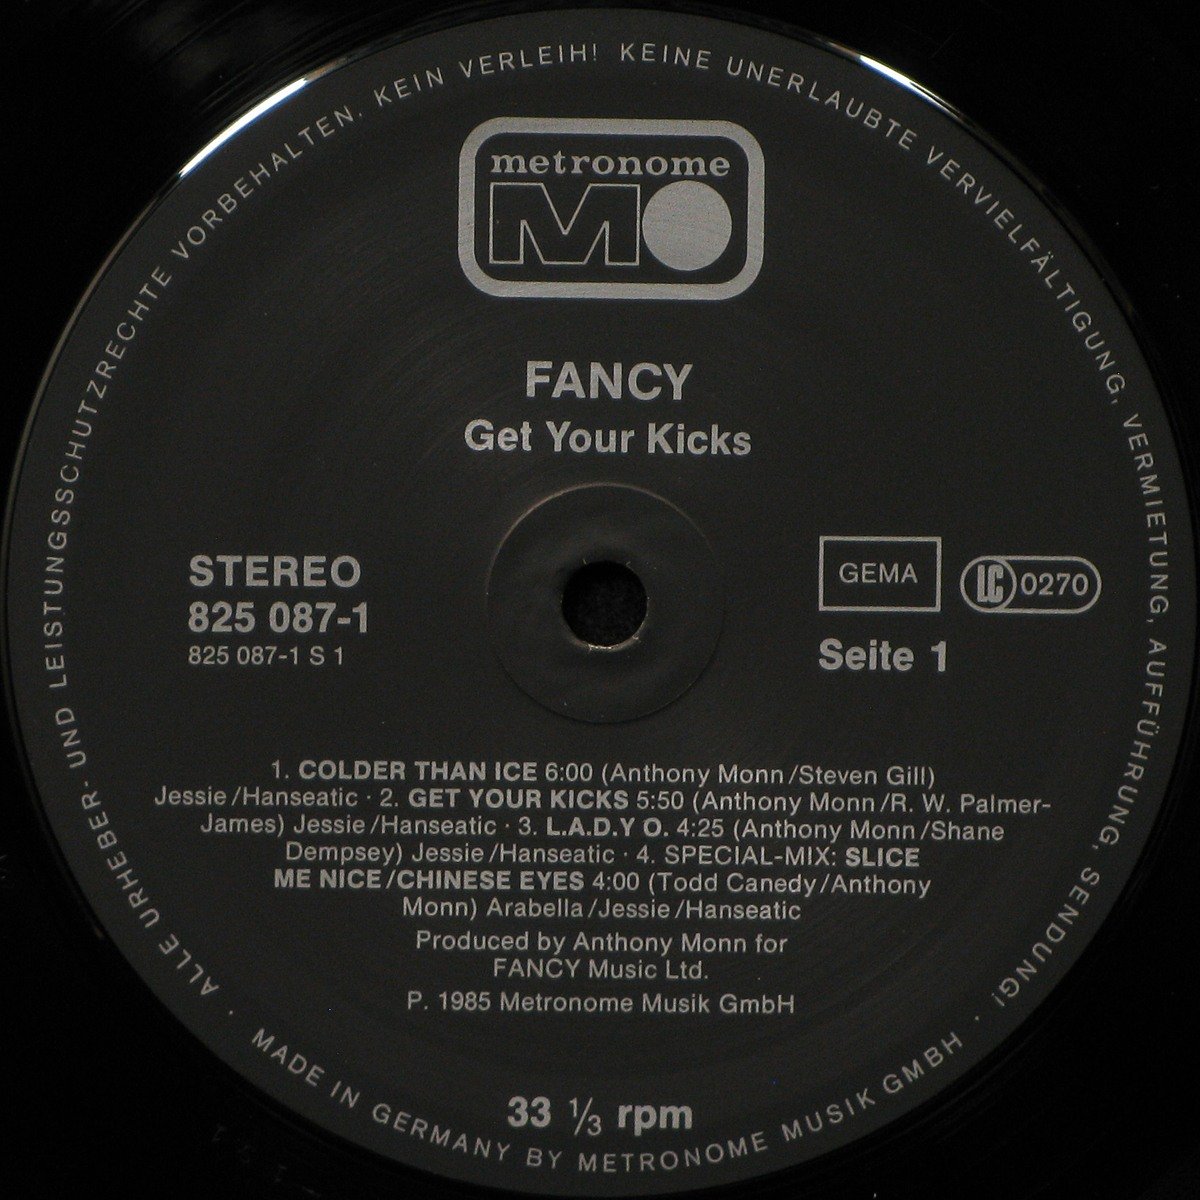 ALLE URHEBER- UND LEISTUNGSSCHUTZRECHTE VORBEHALTEN. KEIN VERLEIH! KEINE UNERLAUBTE VERVIELFÄLTIGUNG, VERMIETUNG, AUFFÜHRUNG, SENDUNG!
metronome
MO
FANCY
Get Your Kicks
STEREO
825 087-1
825 087-1 S 1
GEMA
LC 0270
Seite 1
1. COLDER THAN ICE 6:00 (Anthony Monn/Steven Gill)
Jessie/Hanseatic · 2. GET YOUR KICKS 5:50 (Anthony Monn/R. W. Palmer-
James) Jessie/Hanseatic · 3. L.A.D.Y O. 4:25 (Anthony Monn/Shane
Dempsey) Jessie/Hanseatic · 4. SPECIAL-MIX: SLICE
ME NICE/CHINESE EYES 4:00 (Todd Canedy/Anthony
Monn) Arabella/Jessie/Hanseatic
Produced by Anthony Monn for
FANCY Music Ltd.
P. 1985 Metronome Musik GmbH
33 ⅓ rpm
· MADE IN GERMANY BY METRONOME MUSIK GMBH ·